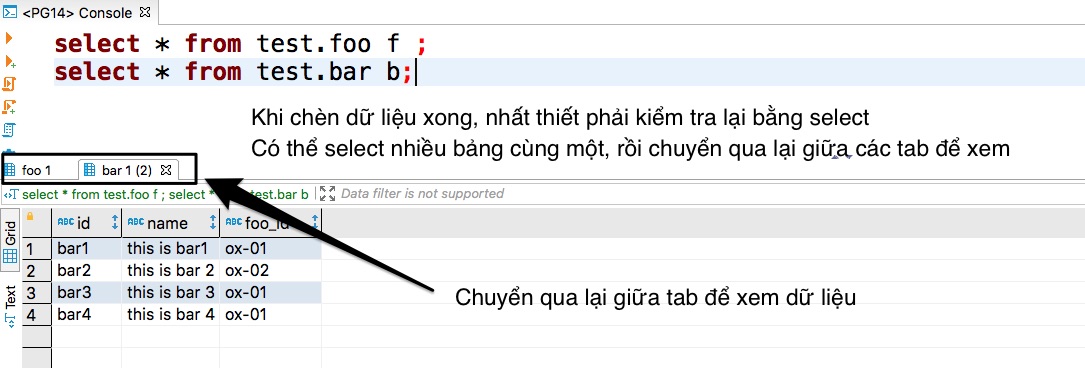 <PG14> Console
select * from test.foo f ;
select * from test.bar b;
Khi chèn dữ liệu xong, nhất thiết phải kiểm tra lại bằng select
Có thể select nhiều bảng cùng một, rồi chuyển qua lại giữa các tab để xem
foo 1
bar 1 (2)
select * from test.foo f ; select * test.bar b
Data filter is not supported
Grid
Text
ABC id
ABC name
ABC foo_id
1 bar1 this is bar1 ox-01
2 bar2 this is bar 2 ox-02
3 bar3 this is bar 3 ox-01
4 bar4 this is bar 4 ox-01
Chuyển qua lại giữa tab để xem dữ liệu